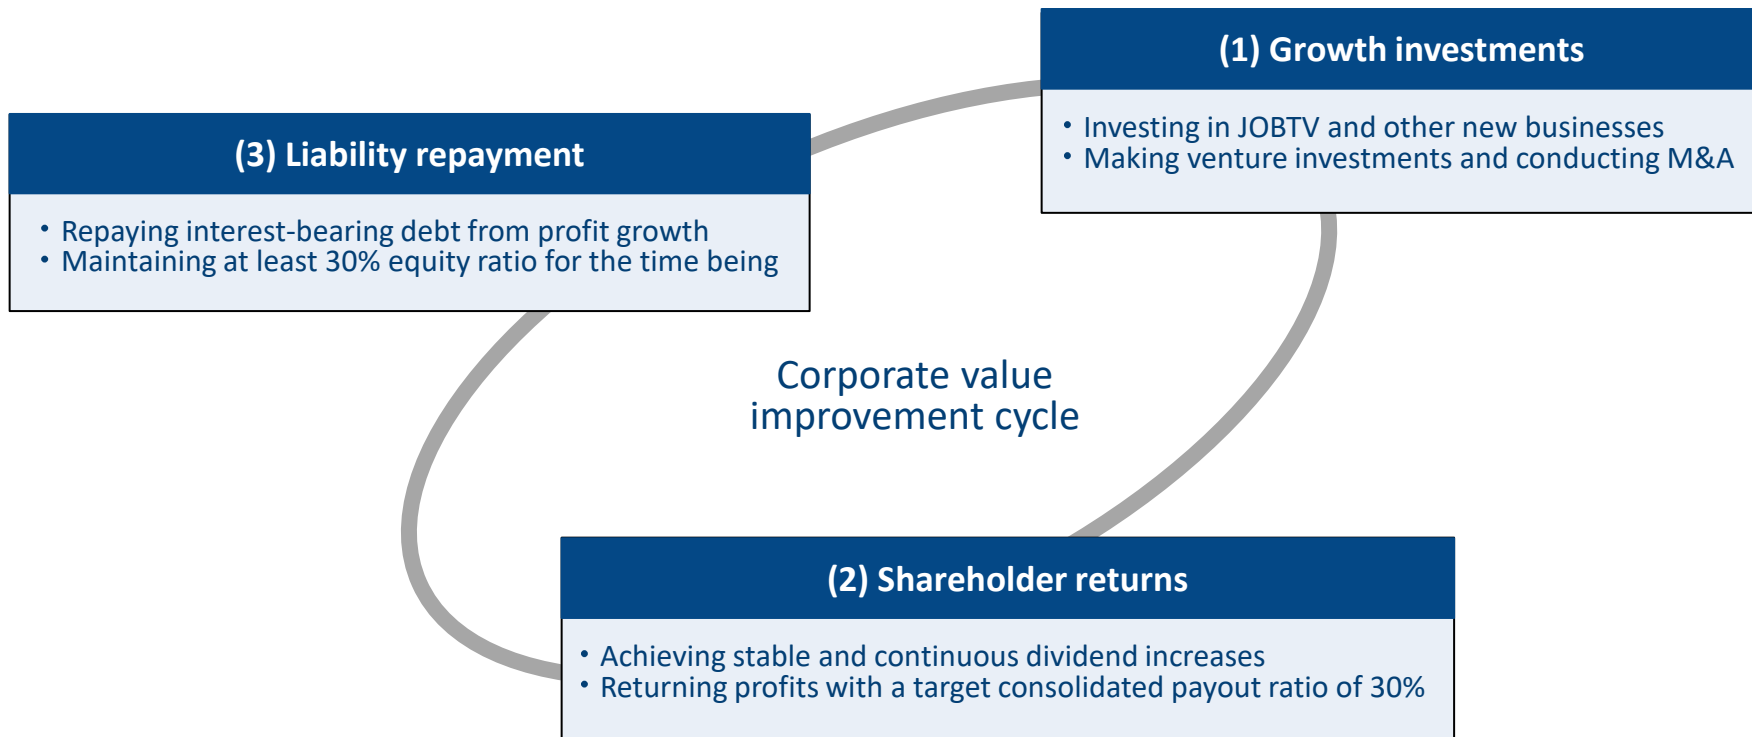 (1) Growth investments
• Investing in JOBTV and other new businesses
• Making venture investments and conducting M&A
(3) Liability repayment
• Repaying interest-bearing debt from profit growth
• Maintaining at least 30% equity ratio for the time being
Corporate value
improvement cycle
(2) Shareholder returns
• Achieving stable and continuous dividend increases
• Returning profits with a target consolidated payout ratio of 30%